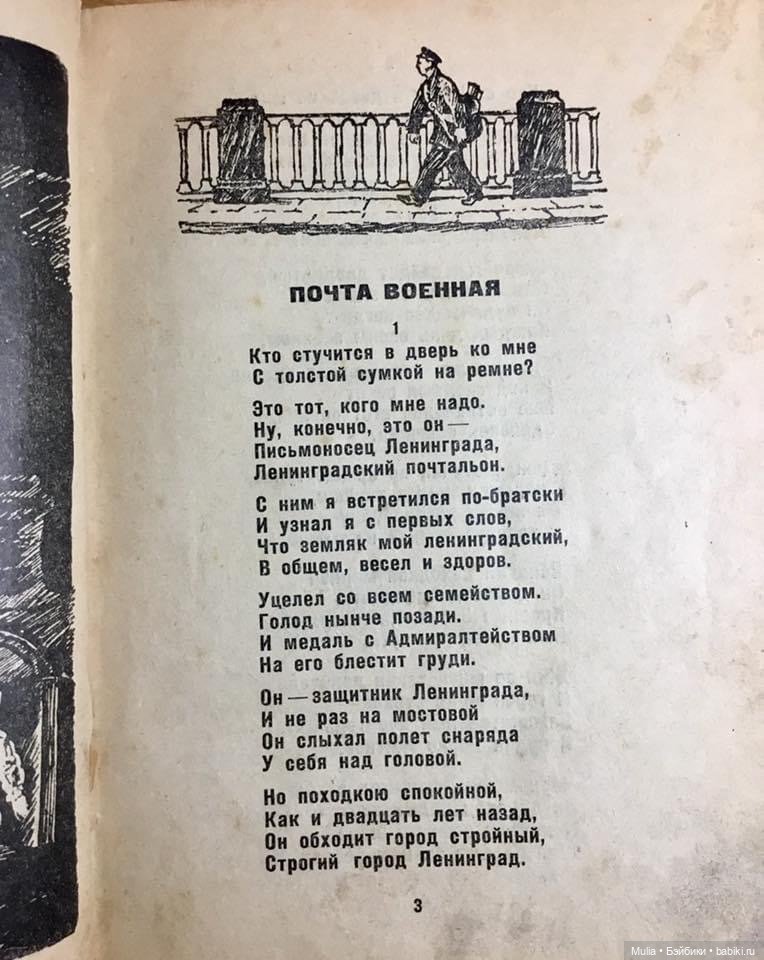 ПОЧТА ВОЕННАЯ
1
Кто стучится в дверь ко мне
С толстой сумкой на ремне?
Это тот, кого мне надо.
Ну, конечно, это он —
Письмоносец Ленинграда,
Ленинградский почтальон.
С ним я встретился по-братски
И узнал я с первых слов,
Что земляк мой ленинградский,
В общем, весел и здоров.
Уцелел со всем семейством.
Голод нынче позади.
И медаль с Адмиралтейством
На его блестит груди.
Он — защитник Ленинграда,
И не раз на мостовой
Он слыхал полет снаряда
У себя над головой.
Но походкою спокойной,
Как и двадцать лет назад,
Он обходит город стройный,
Строгий город Ленинград.
3
Mulia • Бэйбики • babiki.ru